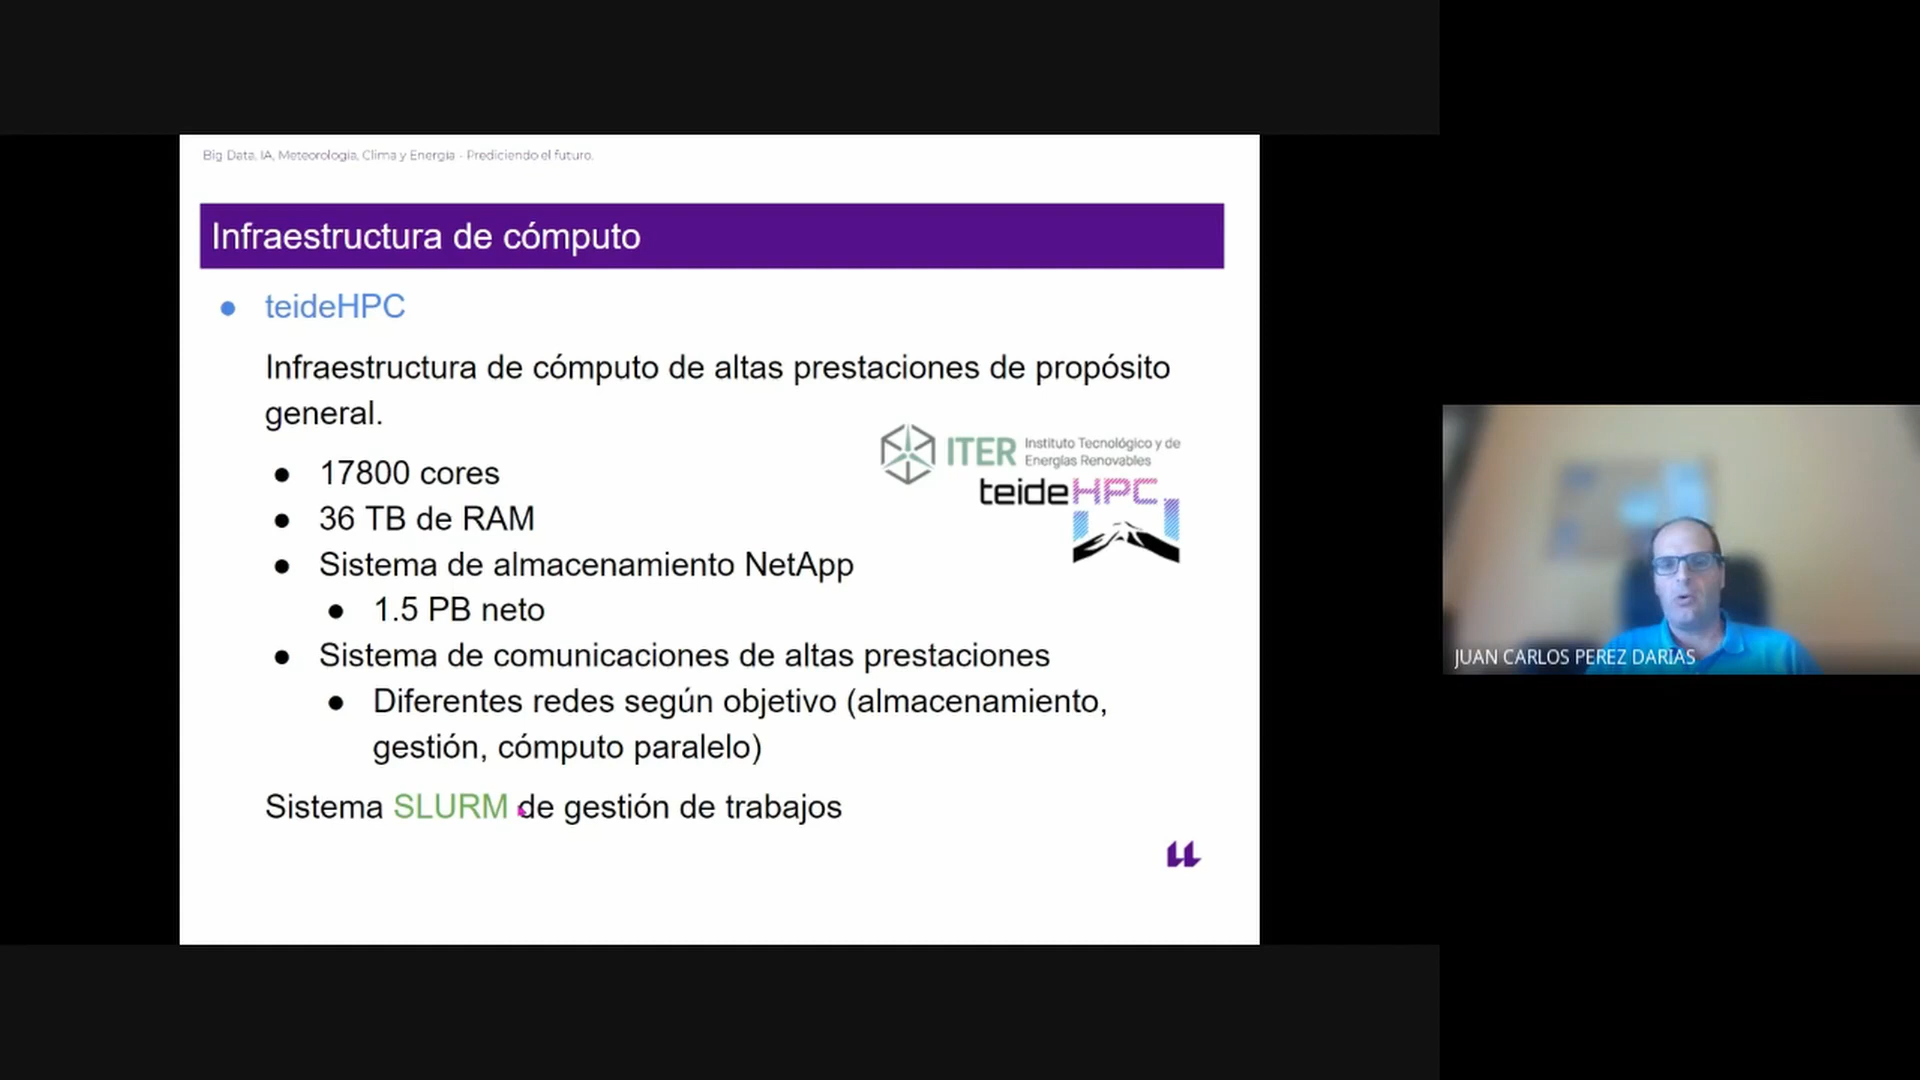 Big Data, IA, Meteorología, Clima y Energía - Prediciendo el futuro.
Infraestructura de cómputo
teideHPC
Infraestructura de cómputo de altas prestaciones de propósito
general.
ITER Instituto Tecnológico y de
Energías Renovables
teideHPC
17800 cores
36 TB de RAM
Sistema de almacenamiento NetApp
1.5 PB neto
Sistema de comunicaciones de altas prestaciones
Diferentes redes según objetivo (almacenamiento,
gestión, cómputo paralelo)
Sistema SLURM de gestión de trabajos
JUAN CARLOS PEREZ DARIAS